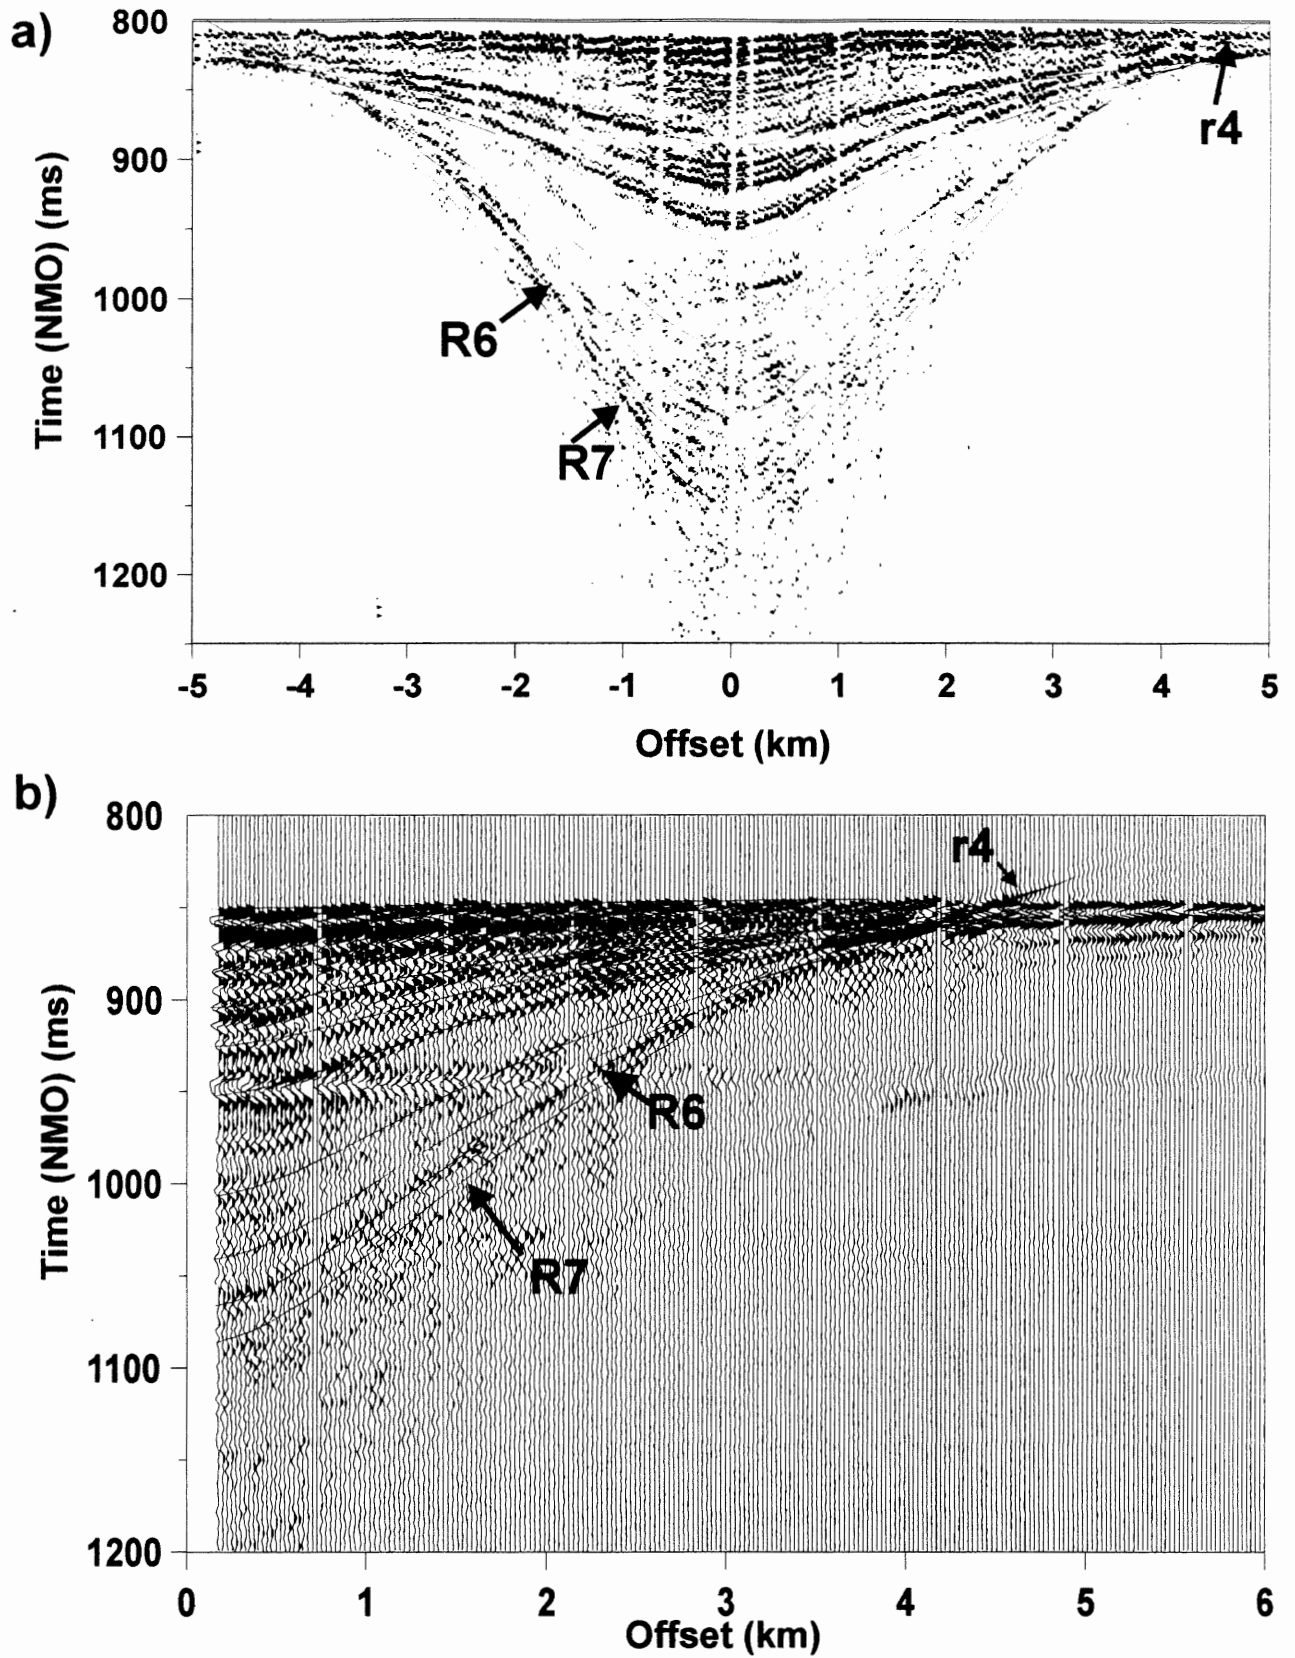 a)
800
r4
900
Time (NMO) (ms)
1000
R6
1100
R7
1200
-5 -4 -3 -2 -1 0 1 2 3 4 5
Offset (km)
b)
800
r4
900
Time (NMO) (ms)
R6
1000
R7
1100
1200
0 1 2 3 4 5 6
Offset (km)